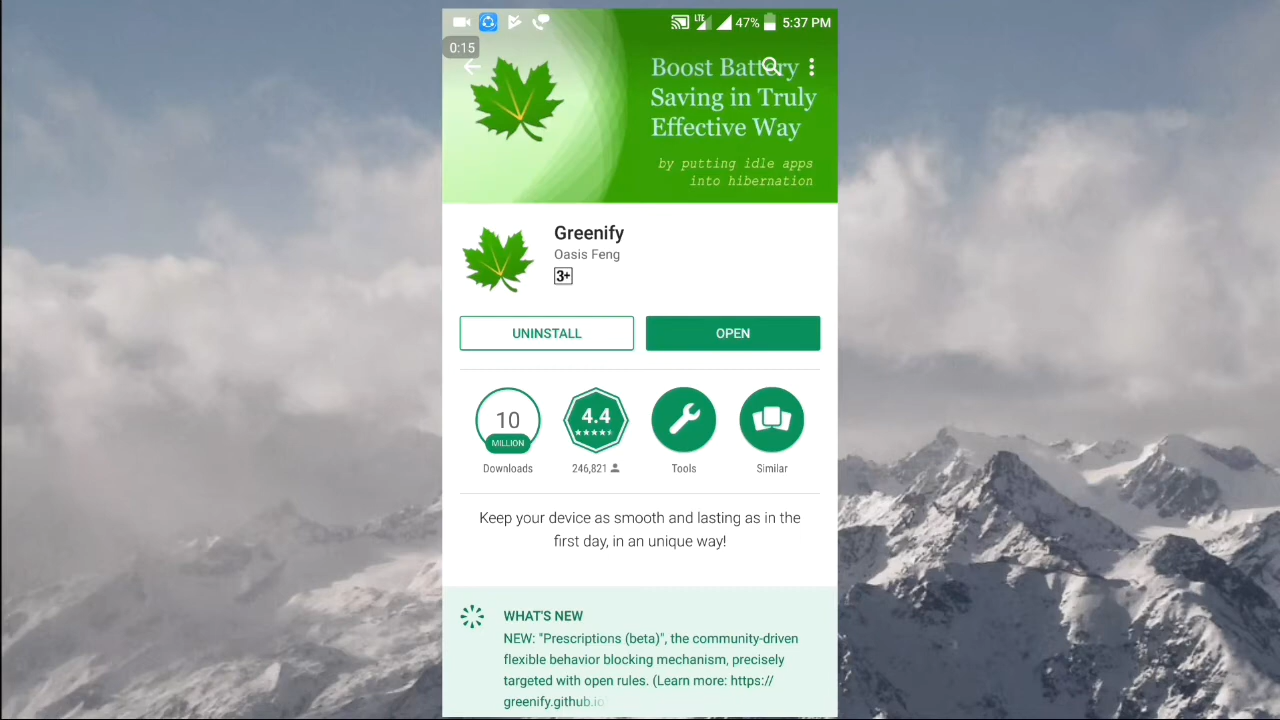 LTE
47%
5:37 PM
0:15
Boost Battery
Saving in Truly
Effective Way
by putting idle apps
into hibernation
Greenify
Oasis Feng
3+
UNINSTALL
OPEN
10
MILLION
4.4
Downloads
246,821
Tools
Similar
Keep your device as smooth and lasting as in the
first day, in an unique way!
WHAT'S NEW
NEW: "Prescriptions (beta)", the community-driven
flexible behavior blocking mechanism, precisely
targeted with open rules. (Learn more: https://
greenify.github.io